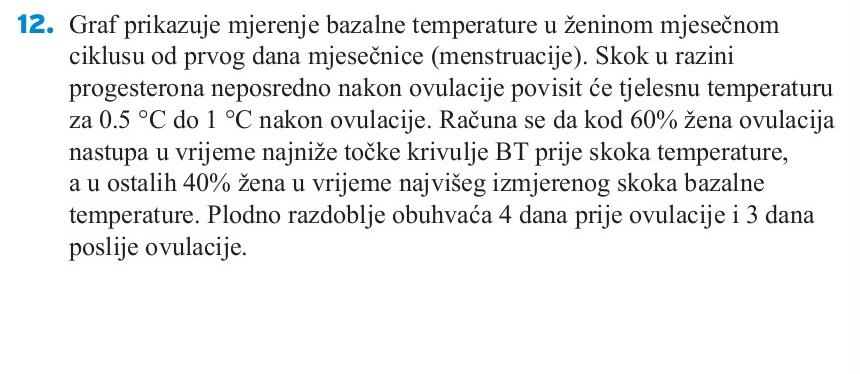 12. Graf prikazuje mjerenje bazalne temperature u ženinom mjesečnom
ciklusu od prvog dana mjesečnice (menstruacije). Skok u razini
progesterona neposredno nakon ovulacije povisit će tjelesnu temperaturu
za 0.5 °C do 1 °C nakon ovulacije. Računa se da kod 60% žena ovulacija
nastupa u vrijeme najniže točke krivulje BT prije skoka temperature,
a u ostalih 40% žena u vrijeme najvišeg izmjerenog skoka bazalne
temperature. Plodno razdoblje obuhvaća 4 dana prije ovulacije i 3 dana
poslije ovulacije.